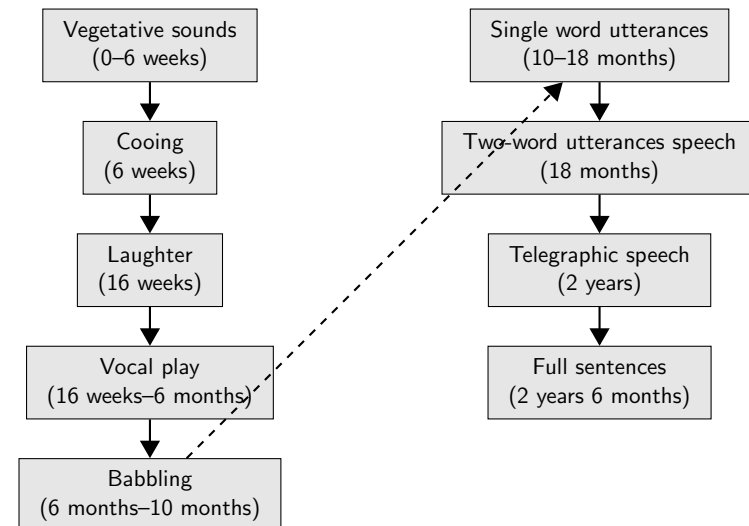 Vegetative sounds
(0–6 weeks)
Cooing
(6 weeks)
Laughter
(16 weeks)
Vocal play
(16 weeks–6 months)
Babbling
(6 months–10 months)
Single word utterances
(10–18 months)
Two-word utterances speech
(18 months)
Telegraphic speech
(2 years)
Full sentences
(2 years 6 months)